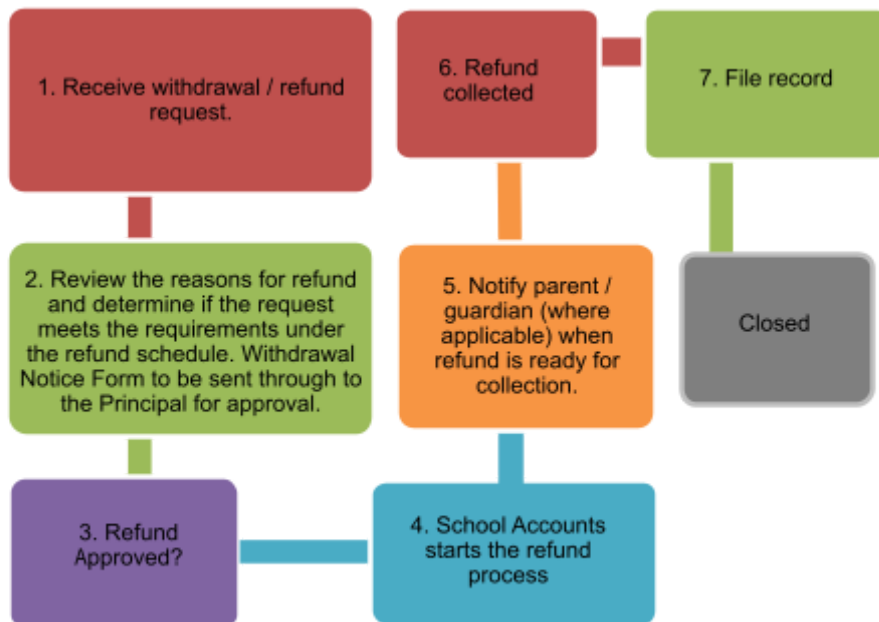 1. Receive withdrawal / refund
request.
2. Review the reasons for refund
and determine if the request
meets the requirements under
the refund schedule. Withdrawal
Notice Form to be sent through to
the Principal for approval.
3. Refund
Approved?
4. School Accounts
starts the refund
process
5. Notify parent /
guardian (where
applicable) when
refund is ready for
collection.
6. Refund
collected
7. File record
Closed